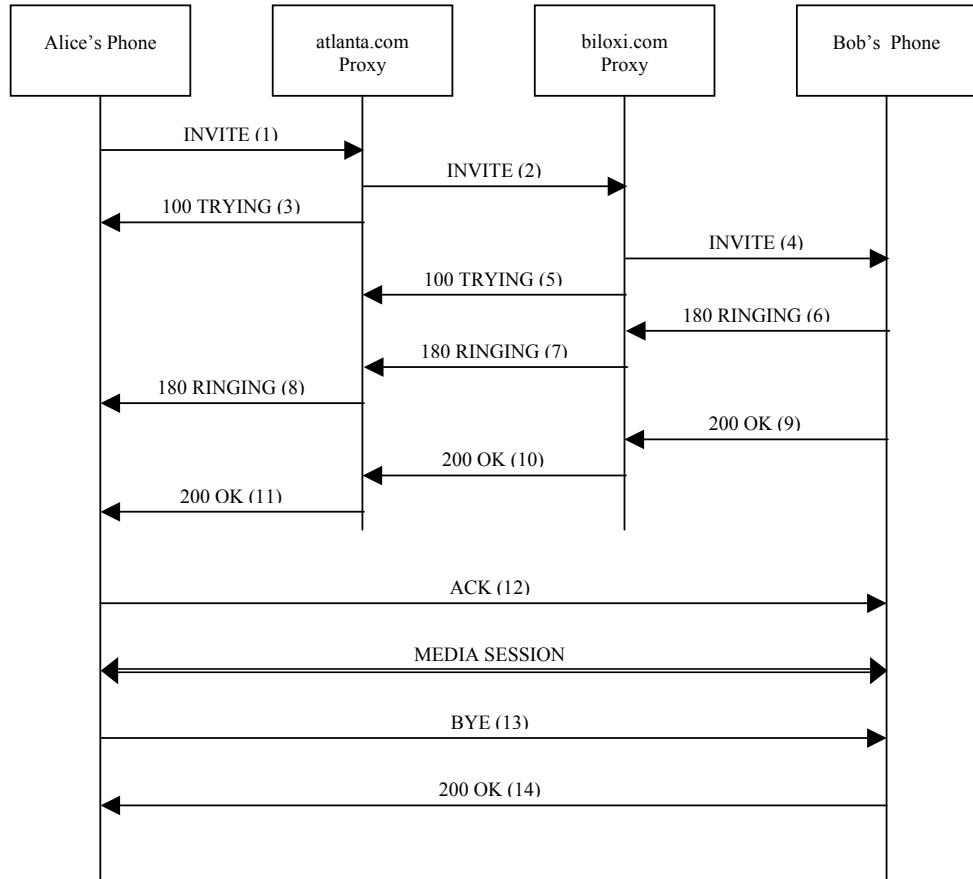 Alice's Phone
atlanta.com
Proxy
biloxi.com
Proxy
Bob's Phone
INVITE (1)
INVITE (2)
100 TRYING (3)
INVITE (4)
100 TRYING (5)
180 RINGING (6)
180 RINGING (7)
180 RINGING (8)
200 OK (9)
200 OK (10)
200 OK (11)
ACK (12)
MEDIA SESSION
BYE (13)
200 OK (14)